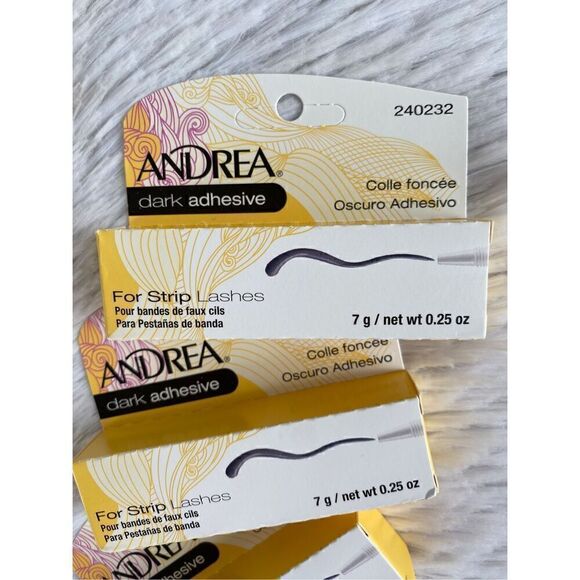 240232
ANDREA®
dark adhesive
Colle foncée
Oscuro Adhesivo
For Strip Lashes
Pour bandes de faux cils
Para Pestañas de banda
7 g / net wt 0.25 oz
ANDREA®
dark adhesive
Colle foncée
Oscuro Adhesivo
For Strip Lashes
Pour bandes de faux cils
Para Pestañas de banda
7 g / net wt 0.25 oz
ANDREA®